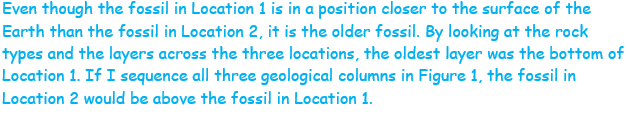 Even though the fossil in Location 1 is in a position closer to the surface of the
Earth than the fossil in Location 2, it is the older fossil. By looking at the rock
types and the layers across the three locations, the oldest layer was the bottom of
Location 1. If I sequence all three geological columns in Figure 1, the fossil in
Location 2 would be above the fossil in Location 1.